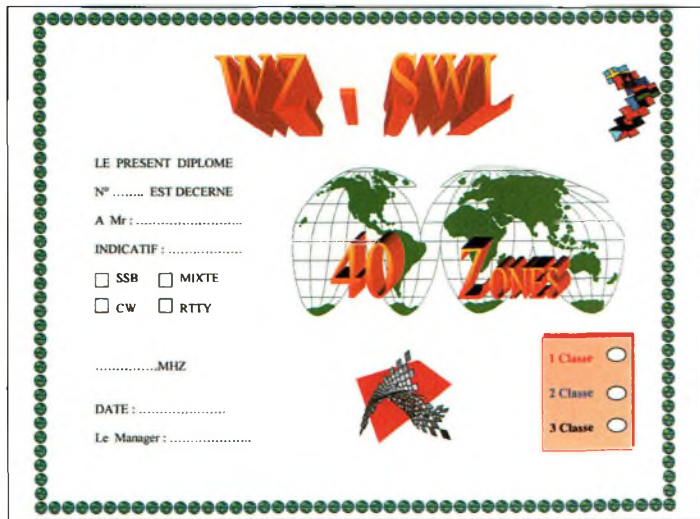 WZ - SWL
LE PRESENT DIPLOME
N° ........ EST DECERNE
A Mr : ........................
INDICATIF : ..................
SSB MIXTE
CW RTTY
40 ZONES
...............MHZ
DATE : ......................
Le Manager : .....................
1 Classe
2 Classe
3 Classe